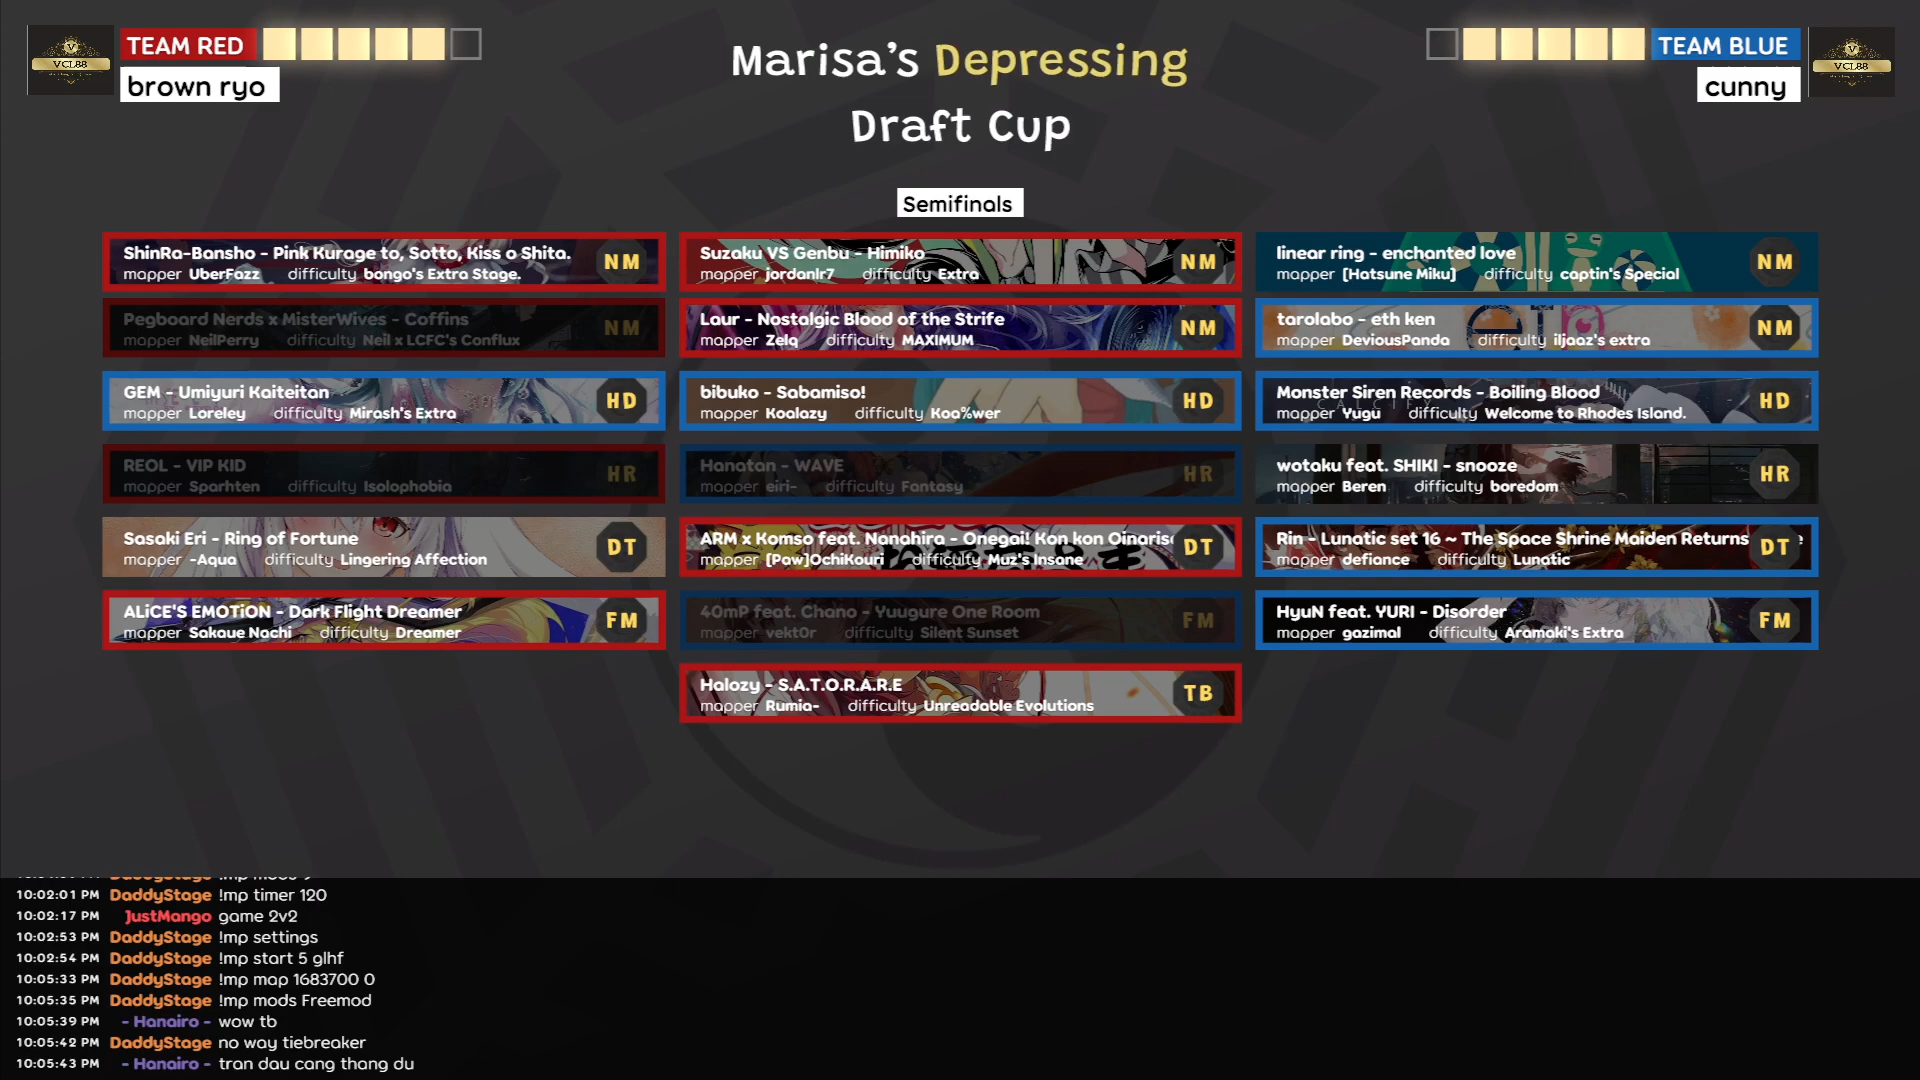 VCL88
TEAM RED
brown ryo
Marisa's Depressing
Draft Cup
TEAM BLUE
cunny
VCL88
Semifinals
ShinRa-Bansho - Pink Kurage to, Sotto, Kiss o Shita.
mapper UberFazz difficulty bongo's Extra Stage.
NM
Suzaku VS Genbu - Himiko
mapper jordanlr7 difficulty Extra
NM
linear ring - enchanted love
mapper [Hatsune Miku] difficulty captin's Special
NM
Pegboard Nerds x MisterWives - Coffins
mapper NeilPerry difficulty Neil x LCFC's Conflux
NM
Laur - Nostalgic Blood of the Strife
mapper Zelq difficulty MAXIMUM
NM
tarolabo - eth ken
mapper DeviousPanda difficulty iljaaz's extra
NM
GEM - Umiyuri Kaiteitan
mapper Loreley difficulty Mirash's Extra
HD
bibuko - Sabamiso!
mapper Koalazy difficulty Koa%wer
HD
Monster Siren Records - Boiling Blood
mapper Yugu difficulty Welcome to Rhodes Island.
HD
REOL - VIP KID
mapper Sparhten difficulty Isolophobia
HR
Hanatan - WAVE
mapper eiri- difficulty Fantasy
HR
wotaku feat. SHIKI - snooze
mapper Beren difficulty boredom
HR
Sasaki Eri - Ring of Fortune
mapper -Aqua difficulty Lingering Affection
DT
ARM x Komso feat. Nanahira - Onegai! Kon kon Oinaris
mapper [Paw]OchiKouri difficulty Muz's Insane
DT
Rin - Lunatic set 16 ~ The Space Shrine Maiden Returns
mapper defiance difficulty Lunatic
DT
ALiCE'S EMOTiON - Dark Flight Dreamer
mapper Sakaue Nachi difficulty Dreamer
FM
40mP feat. Chano - Yuugure One Room
mapper vekt0r difficulty Silent Sunset
FM
HyuN feat. YURI - Disorder
mapper gazimal difficulty Aramaki's Extra
FM
Halozy - S.A.T.O.R.A.R.E
mapper Rumia- difficulty Unreadable Evolutions
TB
10:02:01 PM DaddyStage !mp timer 120
10:02:17 PM JustMango game 2v2
10:02:53 PM DaddyStage !mp settings
10:02:54 PM DaddyStage !mp start 5 glhf
10:05:33 PM DaddyStage !mp map 1683700 0
10:05:35 PM DaddyStage !mp mods Freemod
10:05:39 PM - Hanairo - wow tb
10:05:42 PM DaddyStage no way tiebreaker
10:05:43 PM - Hanairo - tran dau cang thang du